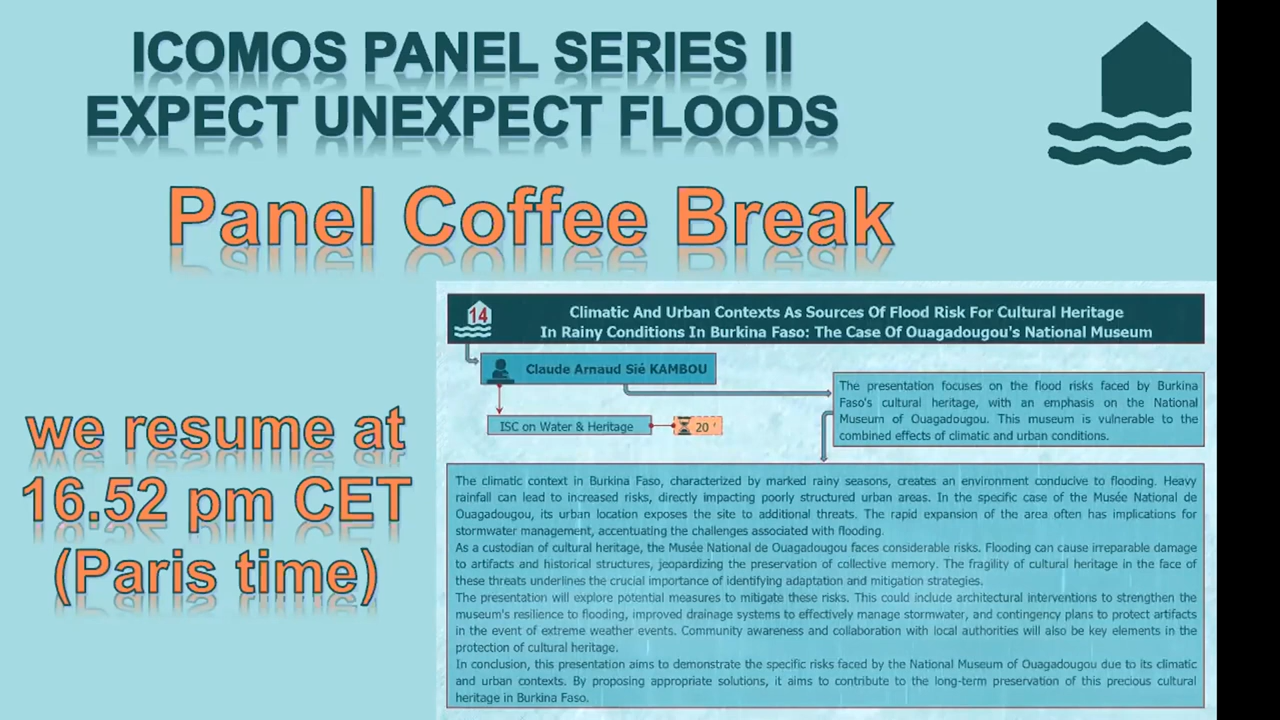 ICOMOS PANEL SERIES II
EXPECT UNEXPECT FLOODS
Panel Coffee Break
we resume at
16.52 pm CET
(Paris time)
14
Climatic And Urban Contexts As Sources Of Flood Risk For Cultural Heritage
In Rainy Conditions In Burkina Faso: The Case Of Ouagadougou's National Museum
Claude Arnaud Sié KAMBOU
ISC on Water & Heritage
20 '
The presentation focuses on the flood risks faced by Burkina
Faso's cultural heritage, with an emphasis on the National
Museum of Ouagadougou. This museum is vulnerable to the
combined effects of climatic and urban conditions.
The climatic context in Burkina Faso, characterized by marked rainy seasons, creates an environment conducive to flooding. Heavy
rainfall can lead to increased risks, directly impacting poorly structured urban areas. In the specific case of the Musée National de
Ouagadougou, its urban location exposes the site to additional threats. The rapid expansion of the area often has implications for
stormwater management, accentuating the challenges associated with flooding.
As a custodian of cultural heritage, the Musée National de Ouagadougou faces considerable risks. Flooding can cause irreparable damage
to artifacts and historical structures, jeopardizing the preservation of collective memory. The fragility of cultural heritage in the face of
these threats underlines the crucial importance of identifying adaptation and mitigation strategies.
The presentation will explore potential measures to mitigate these risks. This could include architectural interventions to strengthen the
museum's resilience to flooding, improved drainage systems to effectively manage stormwater, and contingency plans to protect artifacts
in the event of extreme weather events. Community awareness and collaboration with local authorities will also be key elements in the
protection of cultural heritage.
In conclusion, this presentation aims to demonstrate the specific risks faced by the National Museum of Ouagadougou due to its climatic
and urban contexts. By proposing appropriate solutions, it aims to contribute to the long-term preservation of this precious cultural
heritage in Burkina Faso.